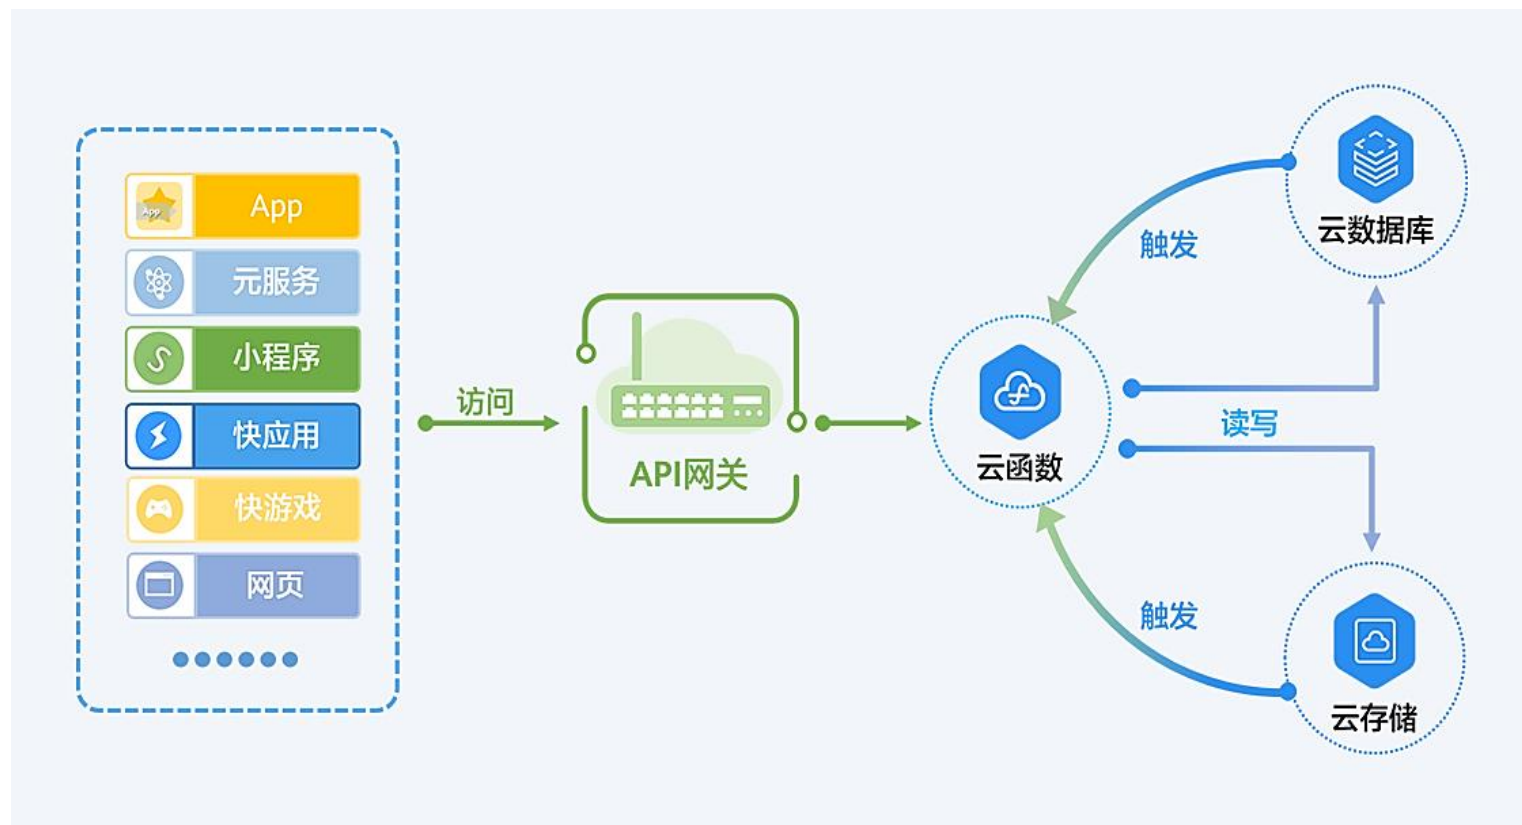 App
App
元服务
小程序
快应用
快游戏
网页
访问
API网关
云函数
触发
云数据库
读写
触发
云存储